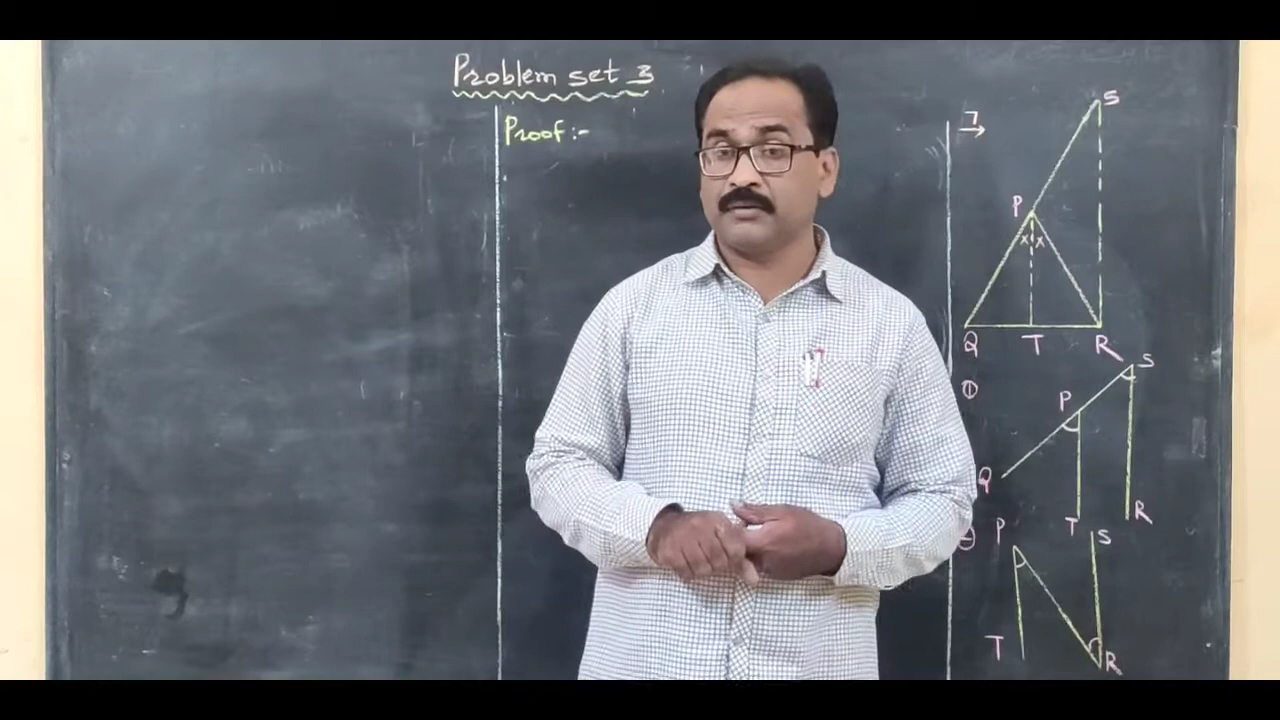 Problem set 3
Proof :-
7 →
S
P
x x
Q T R
①
S
P
Q
T R
②
P S
T R